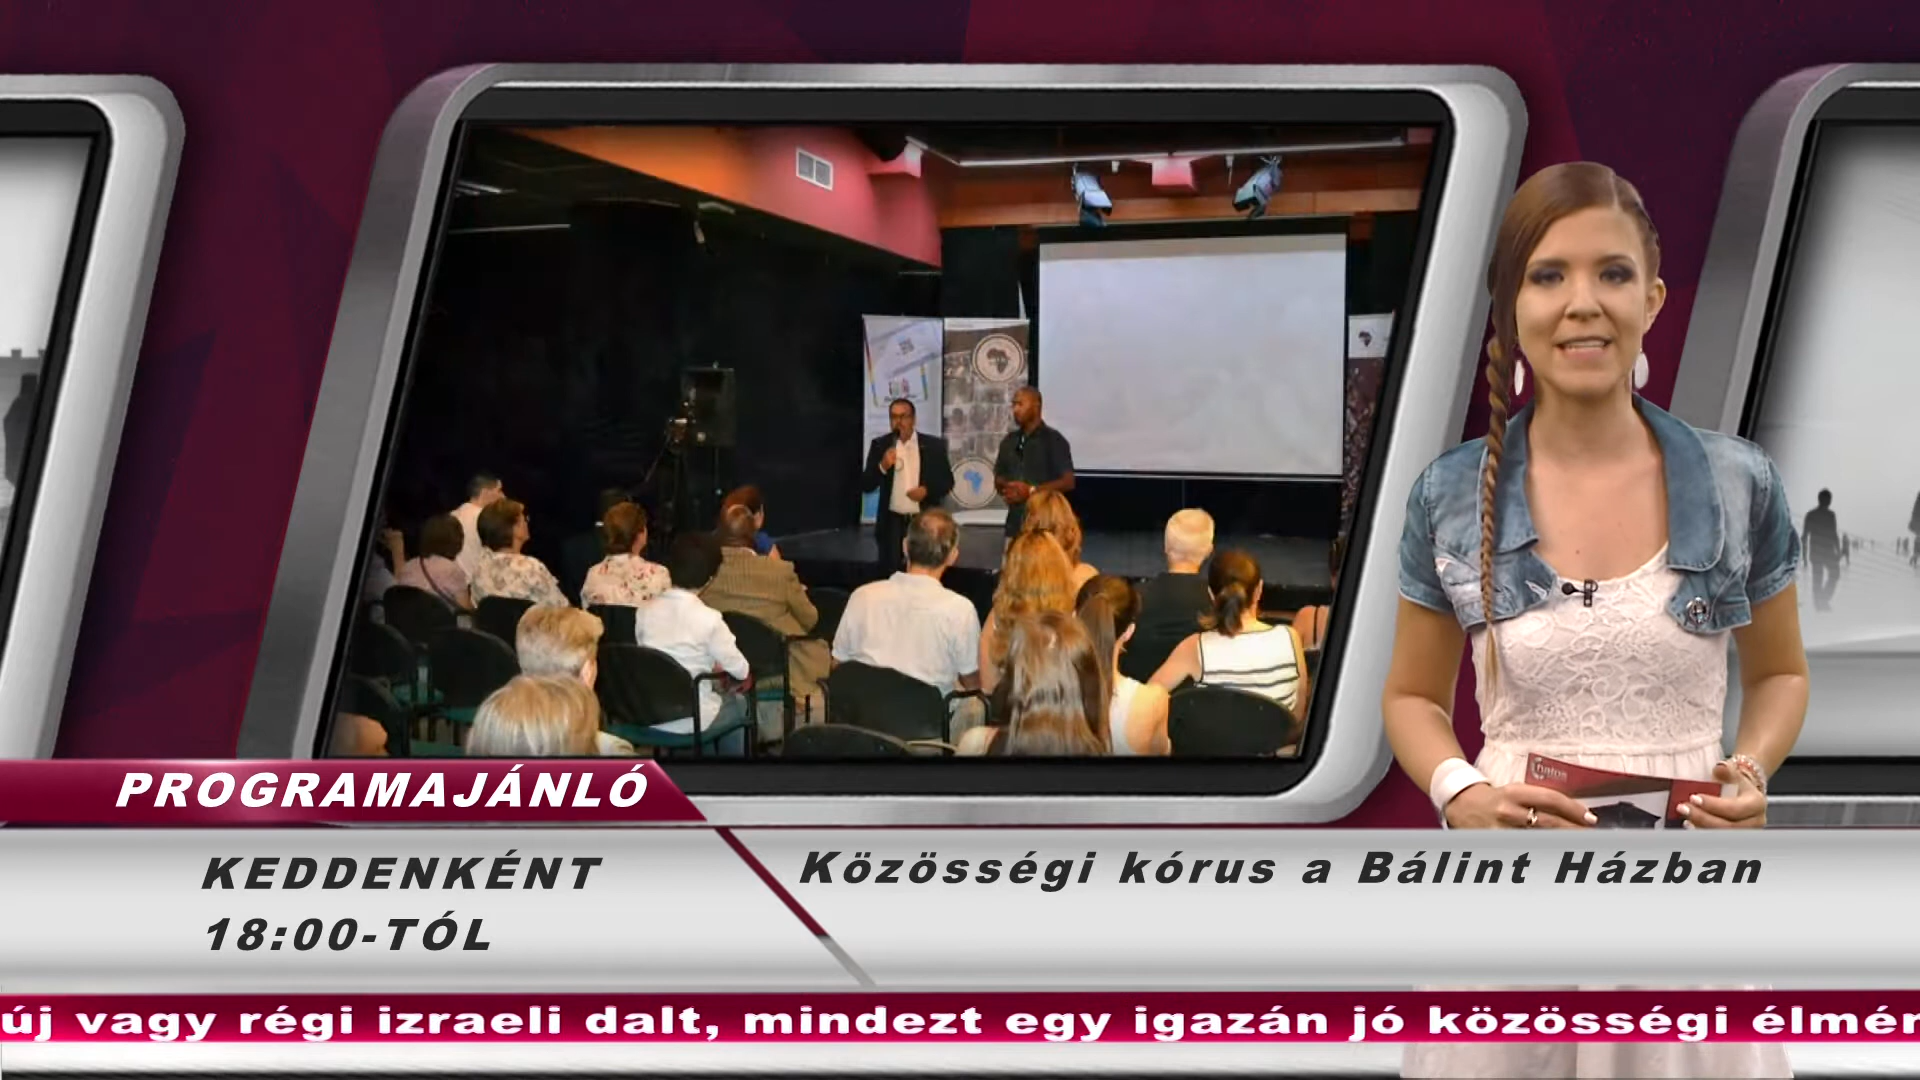 PROGRAMAJÁNLÓ
KEDDENKÉNT
18:00-TÓL
Közösségi kórus a Bálint Házban
új vagy régi izraeli dalt, mindezt egy igazán jó közösségi élmén